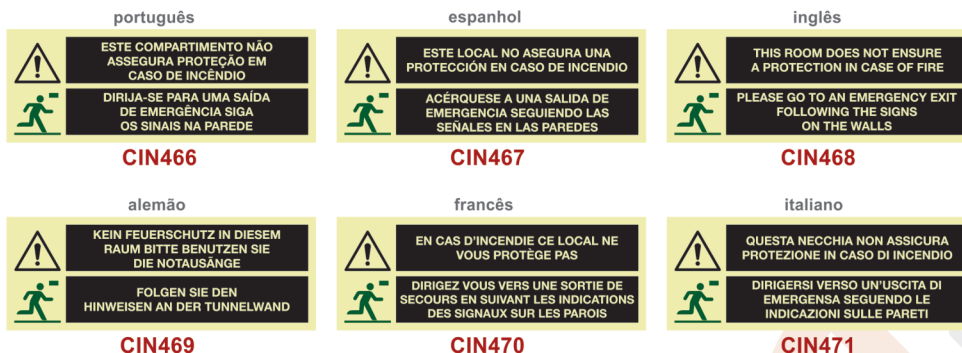 português
ESTE COMPARTIMENTO NÃO
ASSEGURA PROTEÇÃO EM
CASO DE INCÊNDIO
DIRIJA-SE PARA UMA SAÍDA
DE EMERGÊNCIA SIGA
OS SINAIS NA PAREDE
CIN466
espanhol
ESTE LOCAL NO ASEGURA UNA
PROTECCIÓN EN CASO DE INCENDIO
ACÉRQUESE A UNA SALIDA DE
EMERGENCIA SEGUIENDO LAS
SEÑALES EN LAS PAREDES
CIN467
inglês
THIS ROOM DOES NOT ENSURE
A PROTECTION IN CASE OF FIRE
PLEASE GO TO AN EMERGENCY EXIT
FOLLOWING THE SIGNS
ON THE WALLS
CIN468
alemão
KEIN FEUERSCHUTZ IN DIESEM
RAUM BITTE BENUTZEN SIE
DIE NOTAUSÄNGE
FOLGEN SIE DEN
HINWEISEN AN DER TUNNELWAND
CIN469
francês
EN CAS D'INCENDIE CE LOCAL NE
VOUS PROTÈGE PAS
DIRIGEZ VOUS VERS UNE SORTIE DE
SECOURS EN SUIVANT LES INDICATIONS
DES SIGNAUX SUR LES PAROIS
CIN470
italiano
QUESTA NECCHIA NON ASSICURA
PROTEZIONE IN CASO DI INCENDIO
DIRIGERSI VERSO UN'USCITA DI
EMERGENSA SEGUENDO LE
INDICAZIONI SULLE PARETI
CIN471